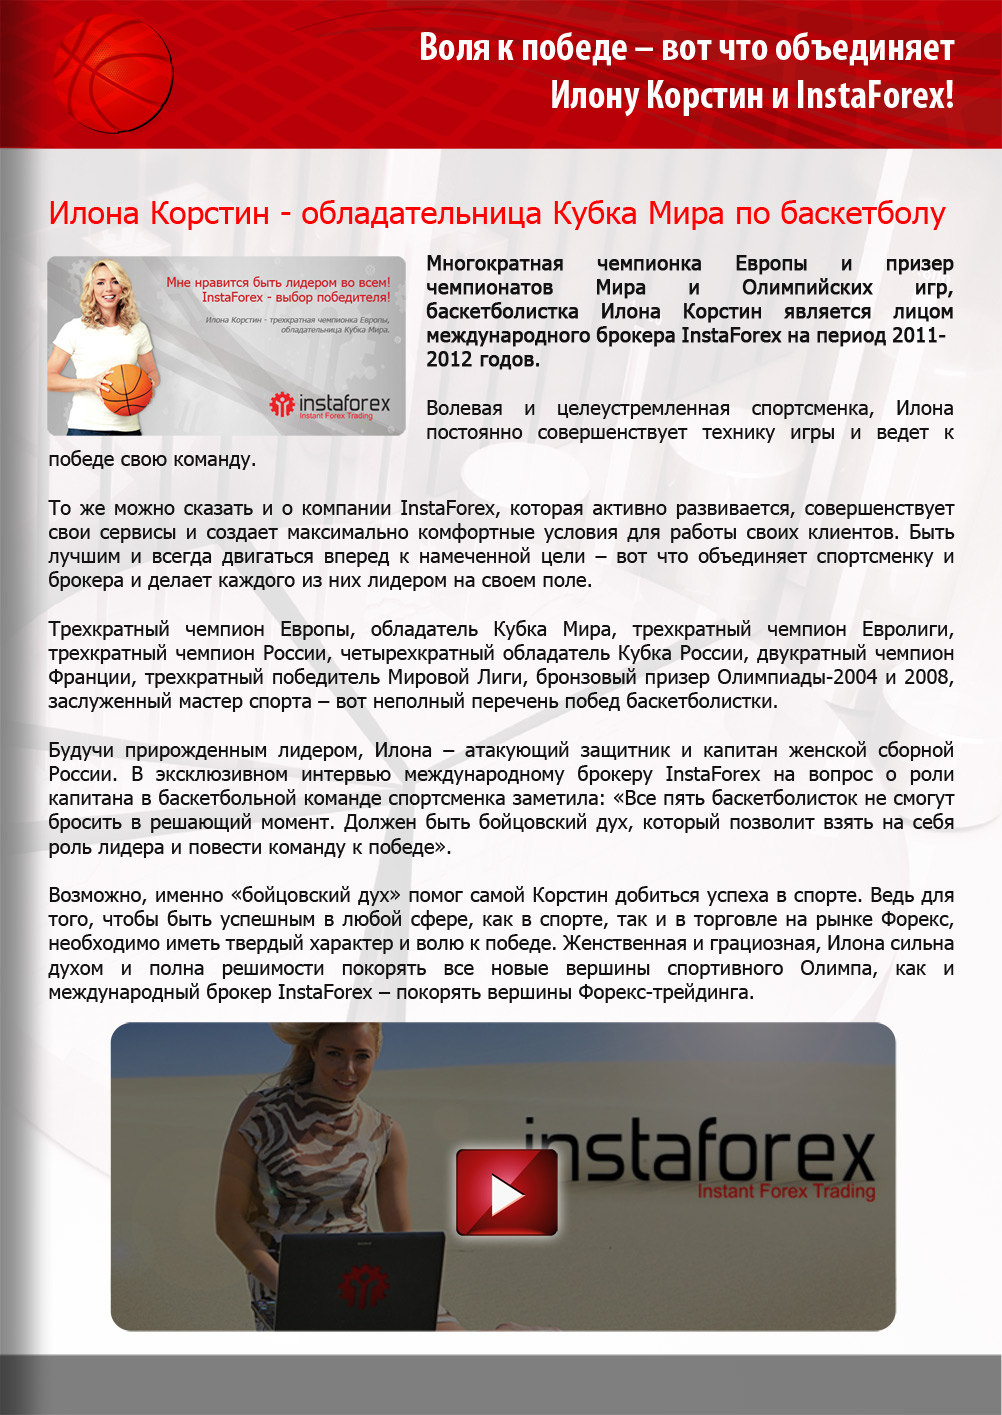 Воля к победе – вот что объединяет
Илону Корстин и InstaForex!
Илона Корстин - обладательница Кубка Мира по баскетболу
Мне нравится быть лидером во всем!
InstaForex - выбор победителя!
Илона Корстин - трехкратная чемпионка Европы,
обладательница Кубка Мира.
instaforex
Instant Forex Trading
Многократная чемпионка Европы и призер
чемпионатов Мира и Олимпийских игр,
баскетболистка Илона Корстин является лицом
международного брокера InstaForex на период 2011-
2012 годов.
Волевая и целеустремленная спортсменка, Илона
постоянно совершенствует технику игры и ведет к
победе свою команду.
То же можно сказать и о компании InstaForex, которая активно развивается, совершенствует
свои сервисы и создает максимально комфортные условия для работы своих клиентов. Быть
лучшим и всегда двигаться вперед к намеченной цели – вот что объединяет спортсменку и
брокера и делает каждого из них лидером на своем поле.
Трехкратный чемпион Европы, обладатель Кубка Мира, трехкратный чемпион Евролиги,
трехкратный чемпион России, четырехкратный обладатель Кубка России, двукратный чемпион
Франции, трехкратный победитель Мировой Лиги, бронзовый призер Олимпиады-2004 и 2008,
заслуженный мастер спорта – вот неполный перечень побед баскетболистки.
Будучи прирожденным лидером, Илона – атакующий защитник и капитан женской сборной
России. В эксклюзивном интервью международному брокеру InstaForex на вопрос о роли
капитана в баскетбольной команде спортсменка заметила: «Все пять баскетболисток не смогут
бросить в решающий момент. Должен быть бойцовский дух, который позволит взять на себя
роль лидера и повести команду к победе».
Возможно, именно «бойцовский дух» помог самой Корстин добиться успеха в спорте. Ведь для
того, чтобы быть успешным в любой сфере, как в спорте, так и в торговле на рынке Форекс,
необходимо иметь твердый характер и волю к победе. Женственная и грациозная, Илона сильна
духом и полна решимости покорять все новые вершины спортивного Олимпа, как и
международный брокер InstaForex – покорять вершины Форекс-трейдинга.
instaforex
Instant Forex Trading